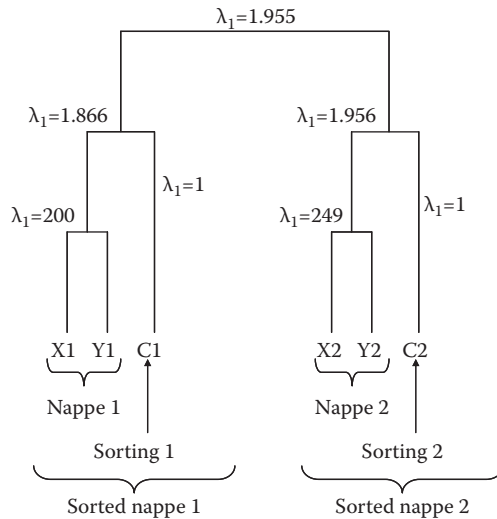 λ1=1.955
λ1=1.866
λ1=1.956
λ1=1
λ1=1
λ1=200
λ1=249
X1 Y1 C1
X2 Y2 C2
Nappe 1
Nappe 2
Sorting 1
Sorting 2
Sorted nappe 1
Sorted nappe 2